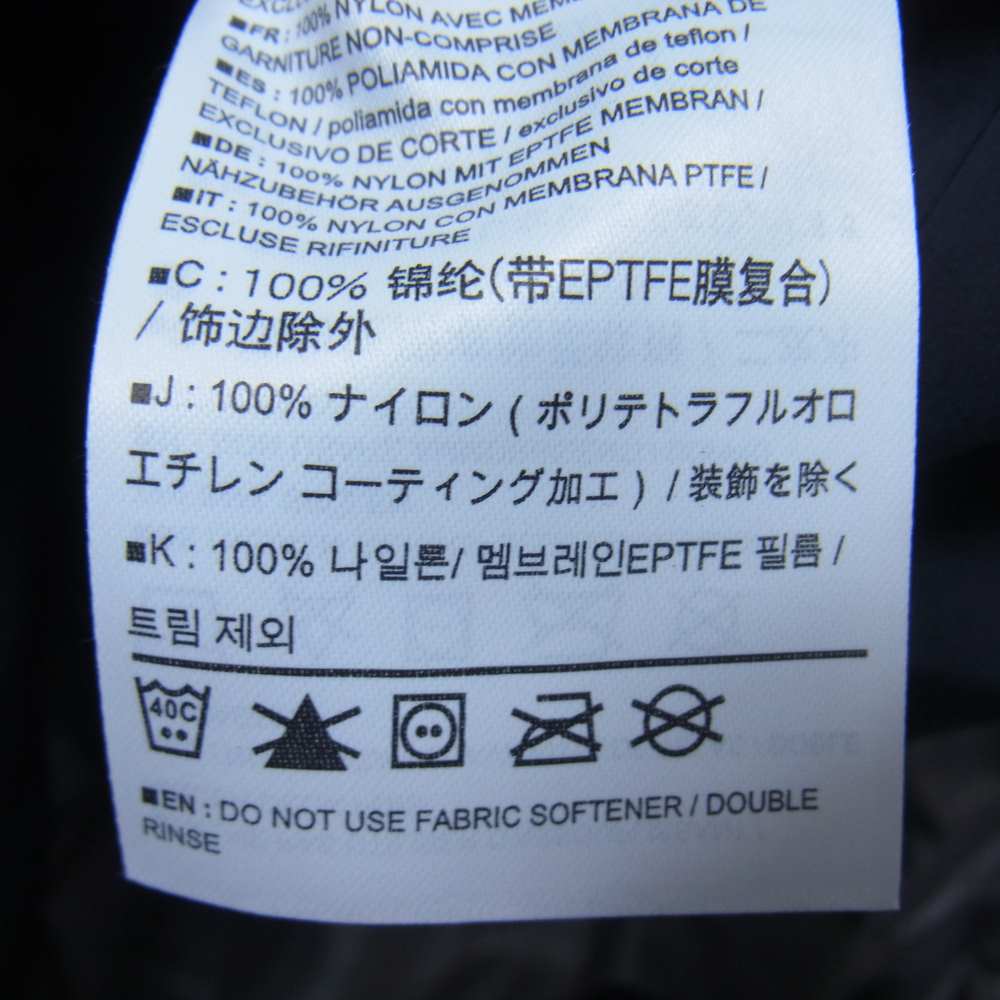 ■FR : 100% NYLON AVEC
GARNITURE NON-COMPRISE
■ES : 100% POLIAMIDA CON MEMBRANA DE
TEFLON / poliamida con membrana de teflon /
EXCLUSIVO DE CORTE / exclusivo de corte
■DE : 100% NYLON MIT EPTFE MEMBRAN /
NÄHZUBEHÖR AUSGENOMMEN
■IT : 100% NYLON CON MEMBRANA PTFE /
ESCLUSE RIFINITURE
■C : 100% 锦纶(带EPTFE膜复合)
/ 饰边除外
■J : 100% ナイロン ( ポリテトラフルオロ
エチレン コーティング加工 ) / 装飾を除く
■K : 100% 나일론/ 멤브레인EPTFE 필름 /
트림 제외
40C
■EN : DO NOT USE FABRIC SOFTENER / DOUBLE
RINSE